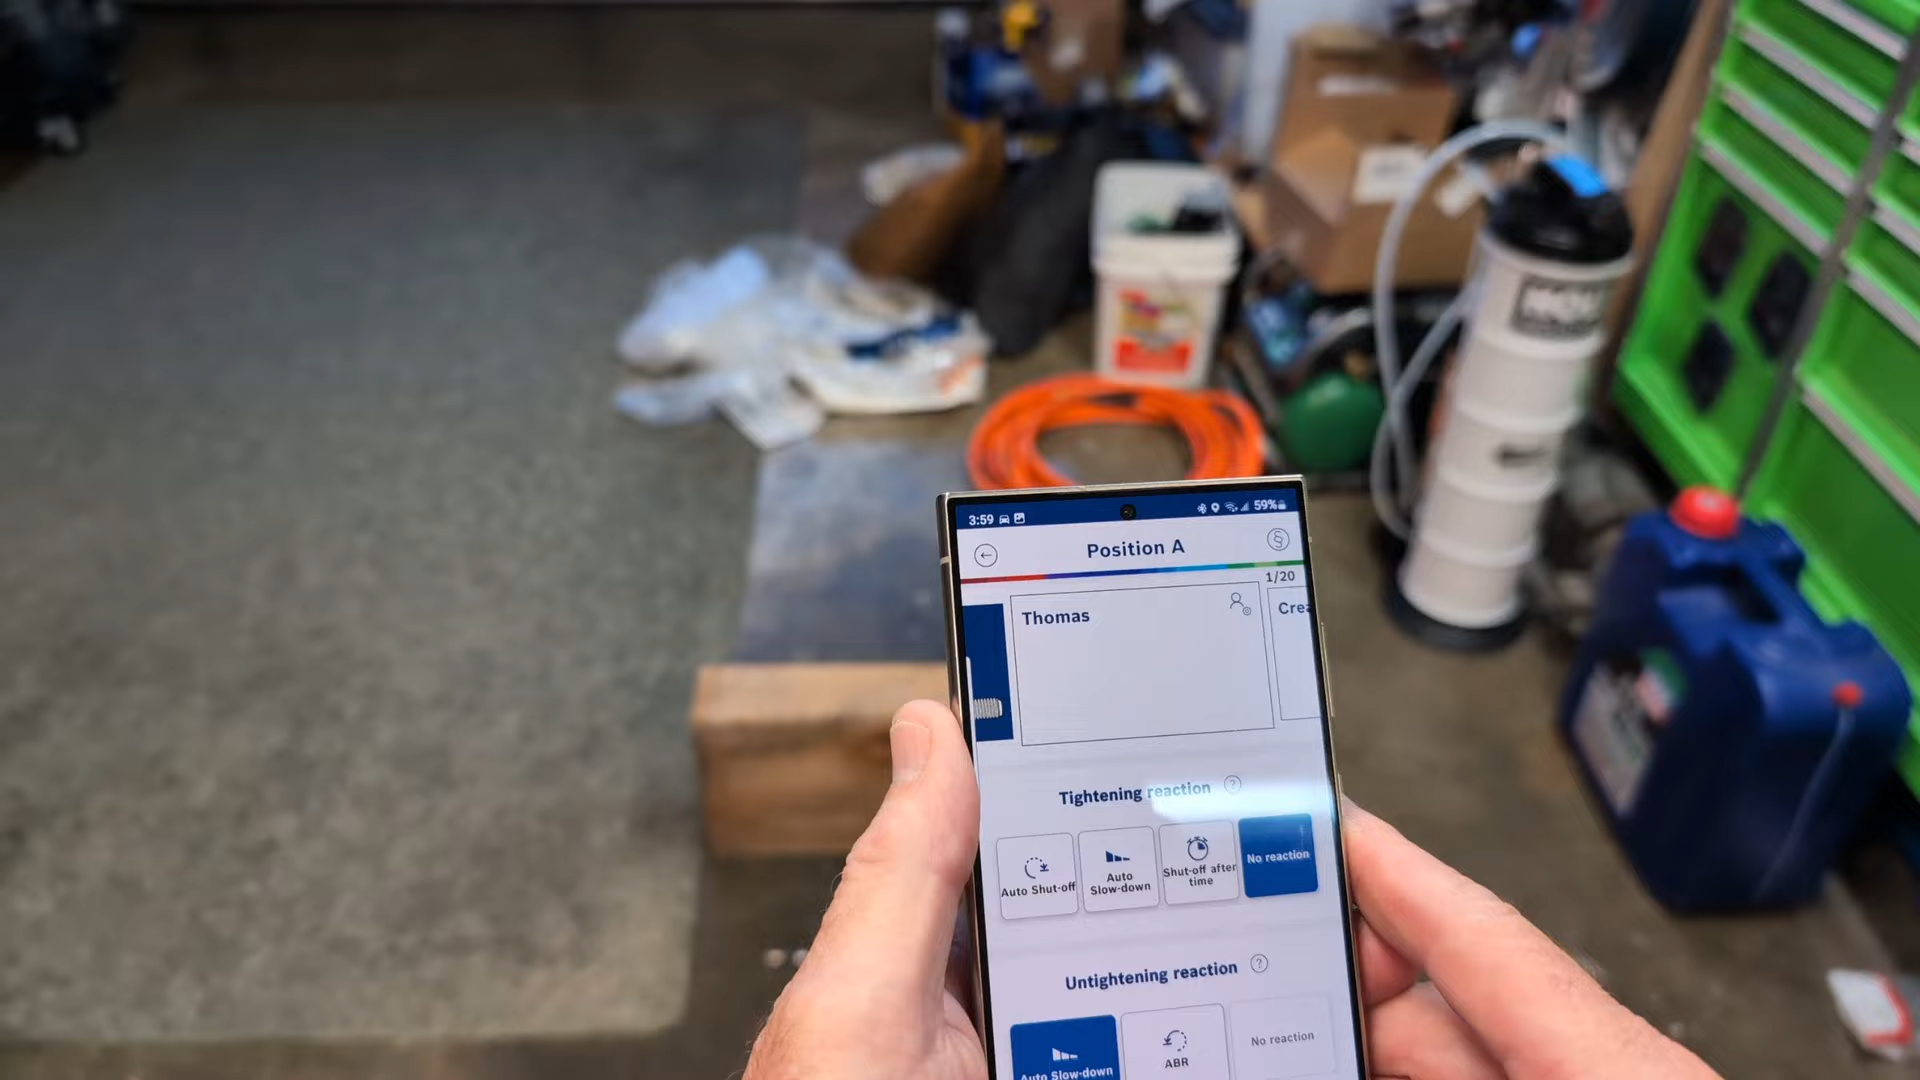 3:59
59%
Position A
1/20
Thomas
Crea
Tightening reaction
Auto Shut-off
Auto
Slow-down
Shut-off after
time
No reaction
Untightening reaction
Auto Slow-down
ABR
No reaction